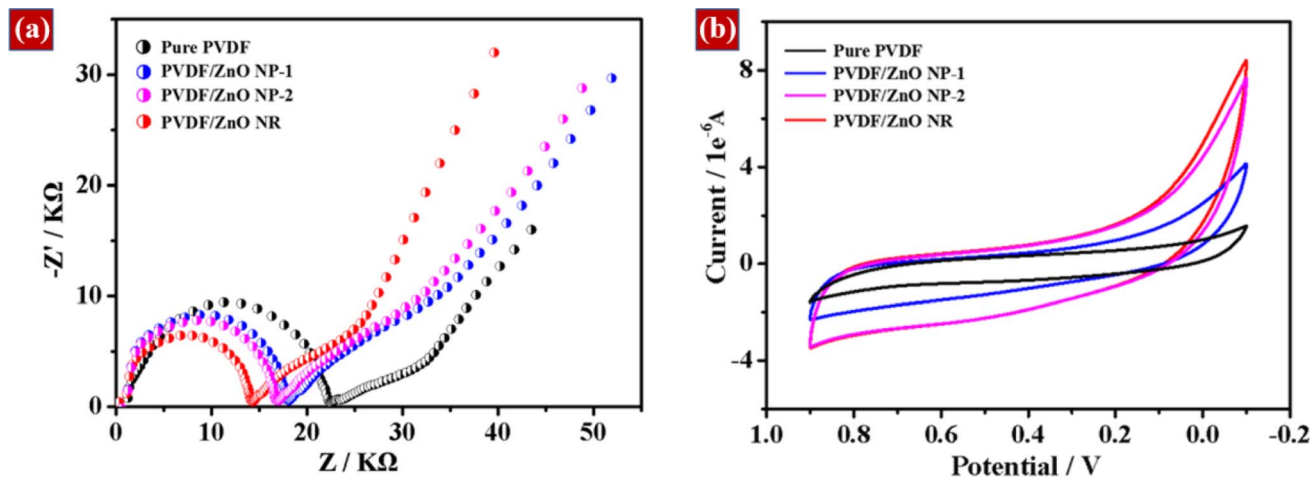 (a)
Pure PVDF
PVDF/ZnO NP-1
PVDF/ZnO NP-2
PVDF/ZnO NR
-Z' / KΩ
30
20
10
0
0 10 20 30 40 50
Z / KΩ
(b)
Pure PVDF
PVDF/ZnO NP-1
PVDF/ZnO NP-2
PVDF/ZnO NR
Current / 1e⁻⁶A
8
4
0
-4
1.0 0.8 0.6 0.4 0.2 0.0 -0.2
Potential / V